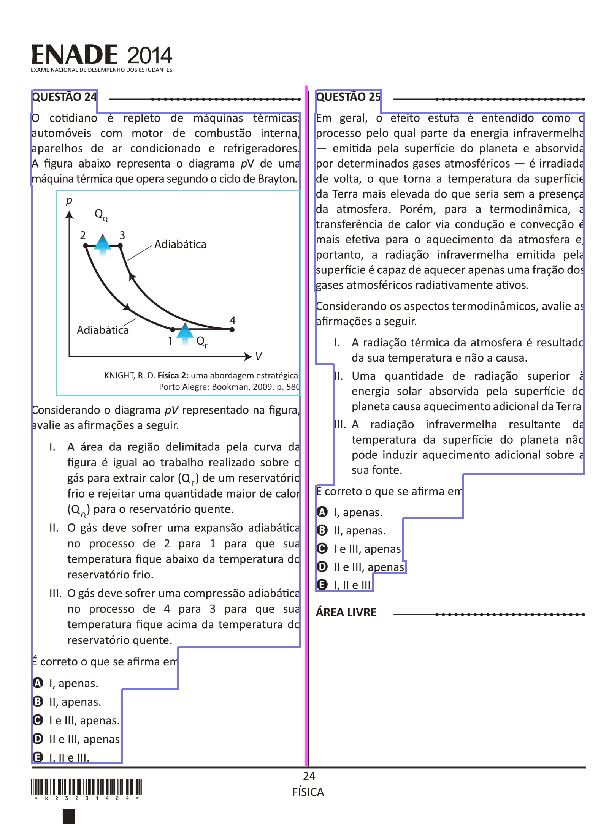 ENADE 2014
EXAME NACIONAL DE DESEMPENHO DOS ESTUDANTES
QUESTÃO 24
O cotidiano é repleto de máquinas térmicas:
automóveis com motor de combustão interna,
aparelhos de ar condicionado e refrigeradores.
A figura abaixo representa o diagrama pV de uma
máquina térmica que opera segundo o ciclo de Brayton.
p
QQ
2 3
Adiabática
Adiabática
4
1 QF
V
KNIGHT, R. D. Física 2: uma abordagem estratégica.
Porto Alegre: Bookman, 2009. p. 580
Considerando o diagrama pV representado na figura,
avalie as afirmações a seguir.
I. A área da região delimitada pela curva da
figura é igual ao trabalho realizado sobre o
gás para extrair calor (QF) de um reservatório
frio e rejeitar uma quantidade maior de calor
(QQ) para o reservatório quente.
II. O gás deve sofrer uma expansão adiabática
no processo de 2 para 1 para que sua
temperatura fique abaixo da temperatura do
reservatório frio.
III. O gás deve sofrer uma compressão adiabática
no processo de 4 para 3 para que sua
temperatura fique acima da temperatura do
reservatório quente.
É correto o que se afirma em
A I, apenas.
B II, apenas.
C I e III, apenas.
D II e III, apenas
E I, II e III.
QUESTÃO 25
Em geral, o efeito estufa é entendido como o
processo pelo qual parte da energia infravermelha
— emitida pela superfície do planeta e absorvida
por determinados gases atmosféricos — é irradiada
de volta, o que torna a temperatura da superfície
da Terra mais elevada do que seria sem a presença
da atmosfera. Porém, para a termodinâmica, a
transferência de calor via condução e convecção é
mais efetiva para o aquecimento da atmosfera e,
portanto, a radiação infravermelha emitida pela
superfície é capaz de aquecer apenas uma fração dos
gases atmosféricos radiativamente ativos.
Considerando os aspectos termodinâmicos, avalie as
afirmações a seguir.
I. A radiação térmica da atmosfera é resultado
da sua temperatura e não a causa.
II. Uma quantidade de radiação superior à
energia solar absorvida pela superfície do
planeta causa aquecimento adicional da Terra
III. A radiação infravermelha resultante da
temperatura da superfície do planeta não
pode induzir aquecimento adicional sobre a
sua fonte.
É correto o que se afirma em
A I, apenas.
B II, apenas.
C I e III, apenas
D II e III, apenas
E I, II e III
ÁREA LIVRE
24
FÍSICA